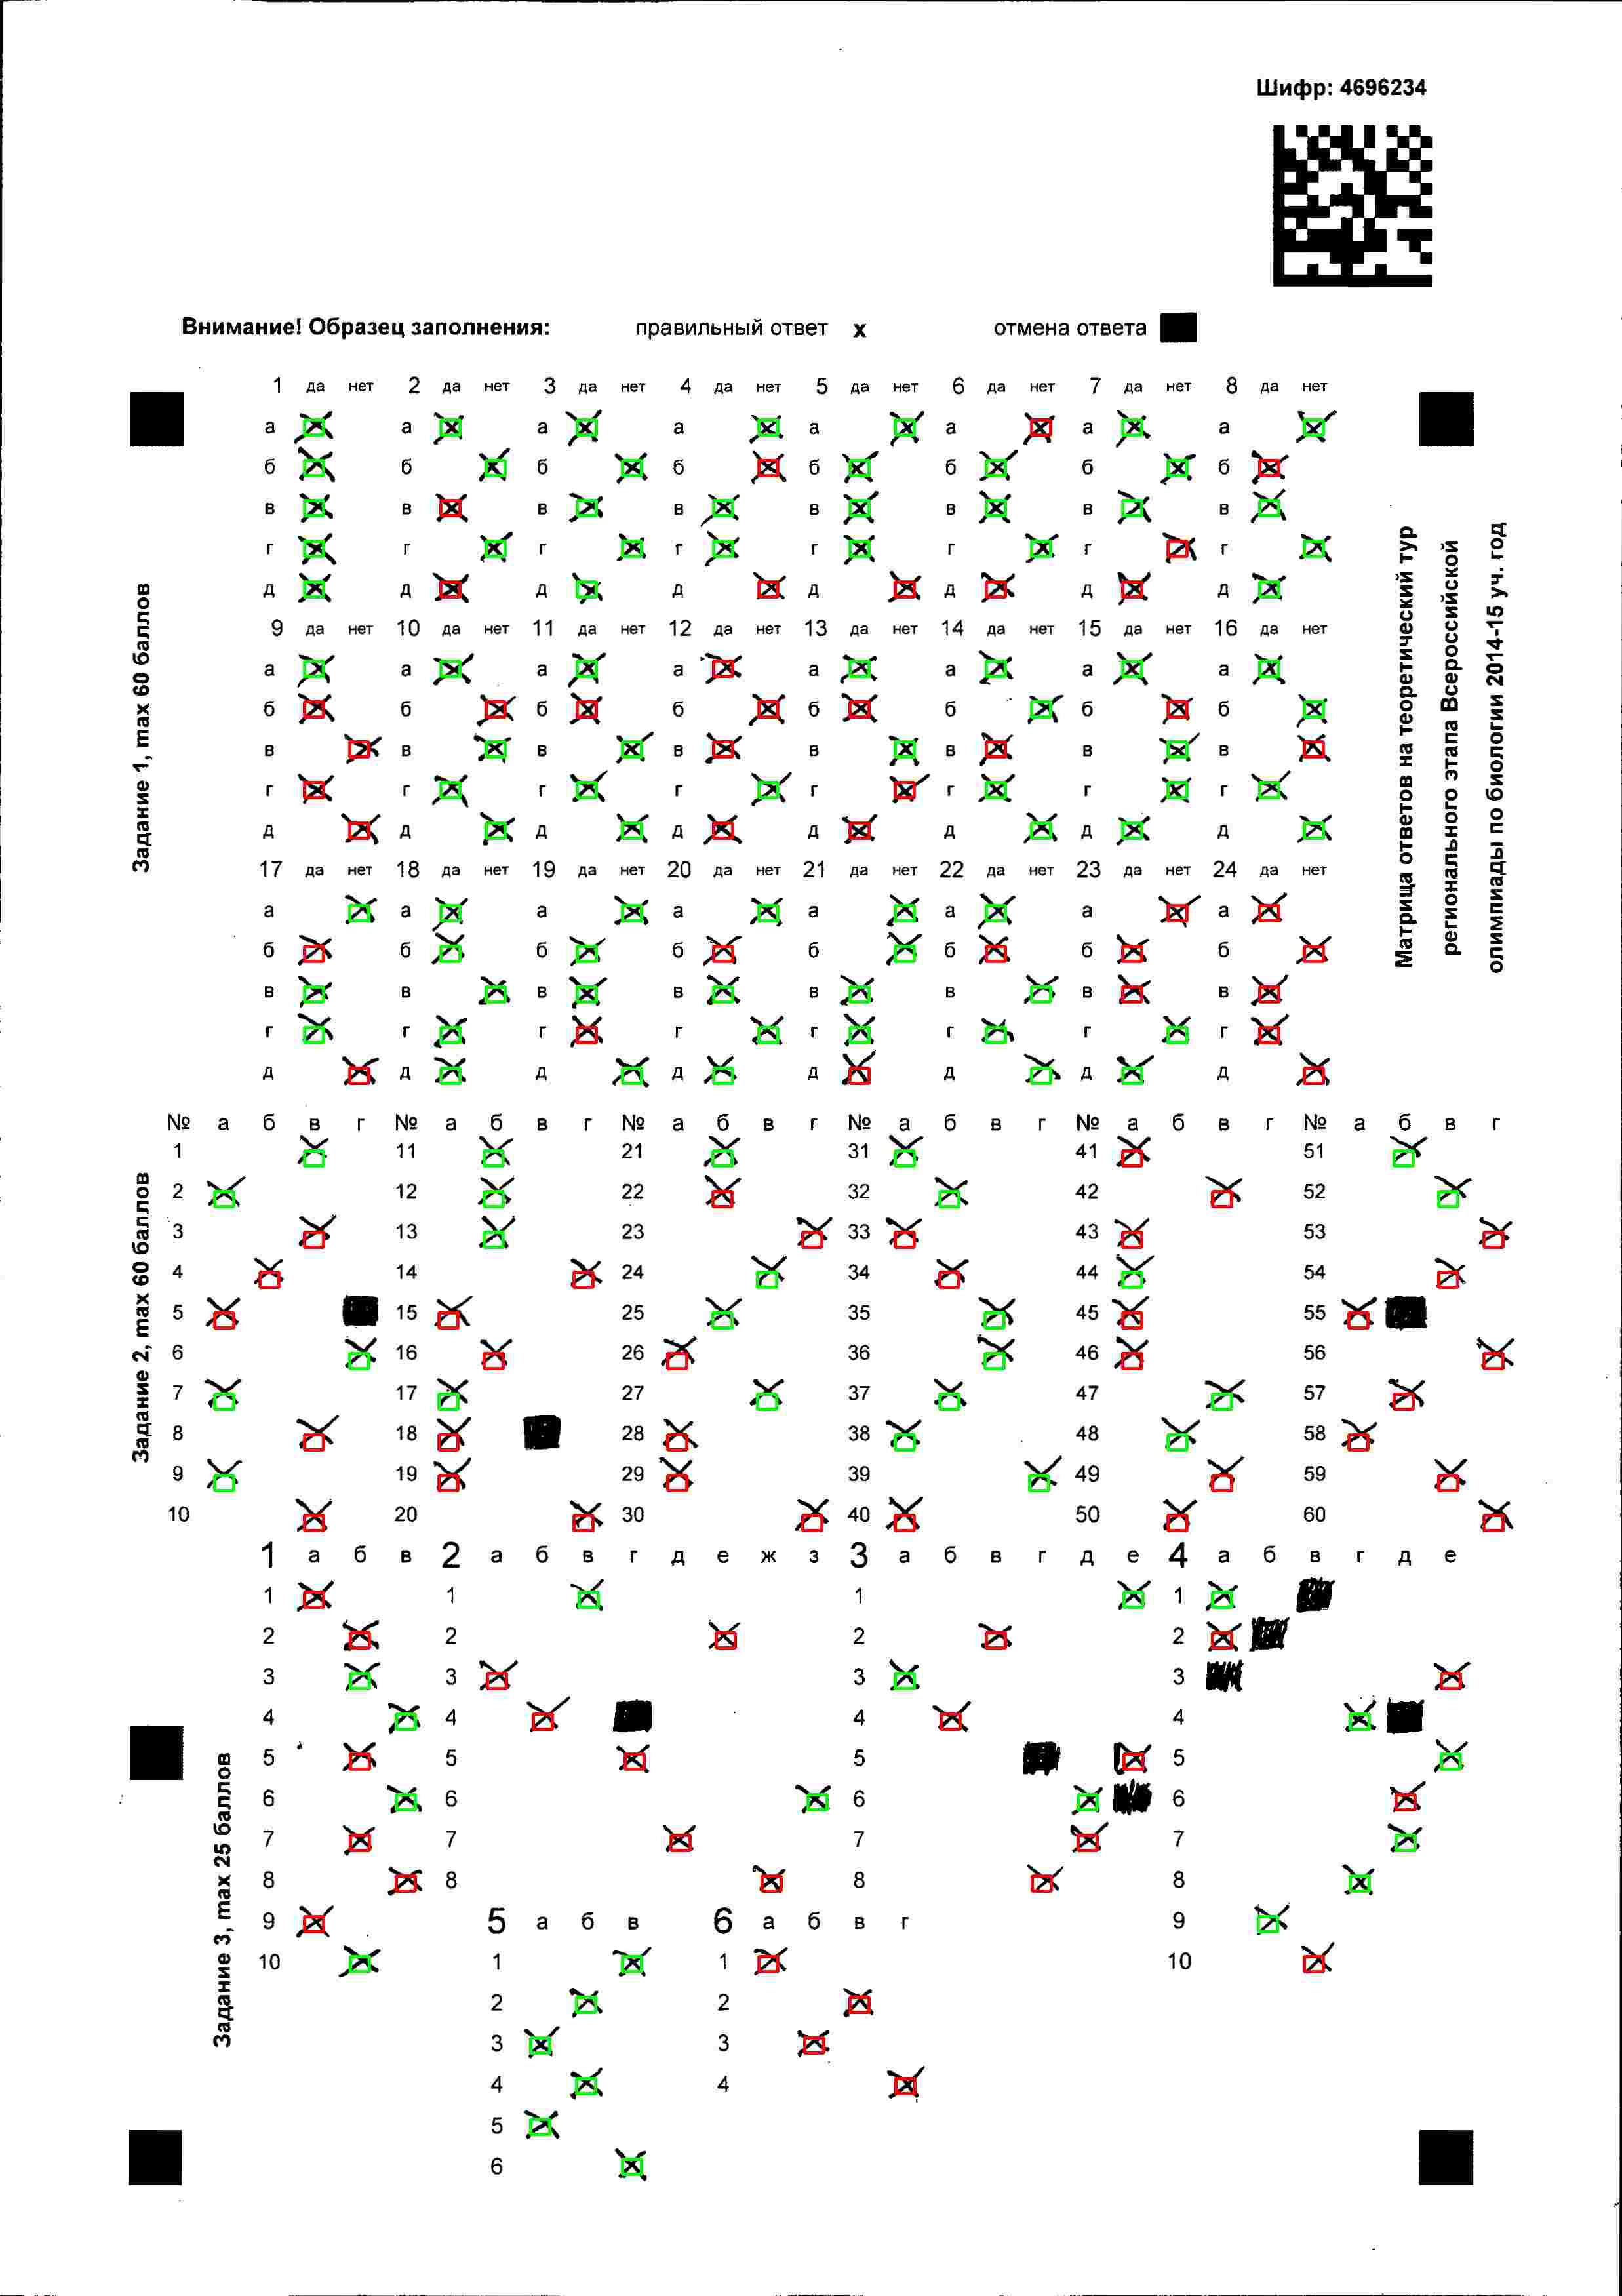 Шифр: 4696234
Внимание! Образец заполнения: правильный ответ x отмена ответа
1 да нет 2 да нет 3 да нет 4 да нет 5 да нет 6 да нет 7 да нет 8 да нет
а а а а а а а а
б б б б б б б б
в в в в в в в в
г г г г г г г г
д д д д д д д д
9 да нет 10 да нет 11 да нет 12 да нет 13 да нет 14 да нет 15 да нет 16 да нет
а а а а а а а а
б б б б б б б б
в в в в в в в в
г г г г г г г г
д д д д д д д д
17 да нет 18 да нет 19 да нет 20 да нет 21 да нет 22 да нет 23 да нет 24 да нет
а а а а а а а а
б б б б б б б б
в в в в в в в в
г г г г г г г г
д д д д д д д д
Задание 1, max 60 баллов
Матрица ответов на теоретический тур
регионального этапа Всероссийской
олимпиады по биологии 2014-15 уч. год
№ а б в г № а б в г № а б в г № а б в г № а б в г № а б в г
1 11 21 31 41 51
2 12 22 32 42 52
3 13 23 33 43 53
4 14 24 34 44 54
5 15 25 35 45 55
6 16 26 36 46 56
7 17 27 37 47 57
8 18 28 38 48 58
9 19 29 39 49 59
10 20 30 40 50 60
Задание 2, max 60 баллов
1 а б в 2 а б в г д е ж з 3 а б в г д е 4 а б в г д е
1 1 1 1
2 2 2 2
3 3 3 3
4 4 4 4
5 5 5 5
6 6 6 6
7 7 7 7
8 8 8 8
9 5 а б в 6 а б в г 9
10 1 1 10
2 2
3 3
4 4
5
6
Задание 3, max 25 баллов